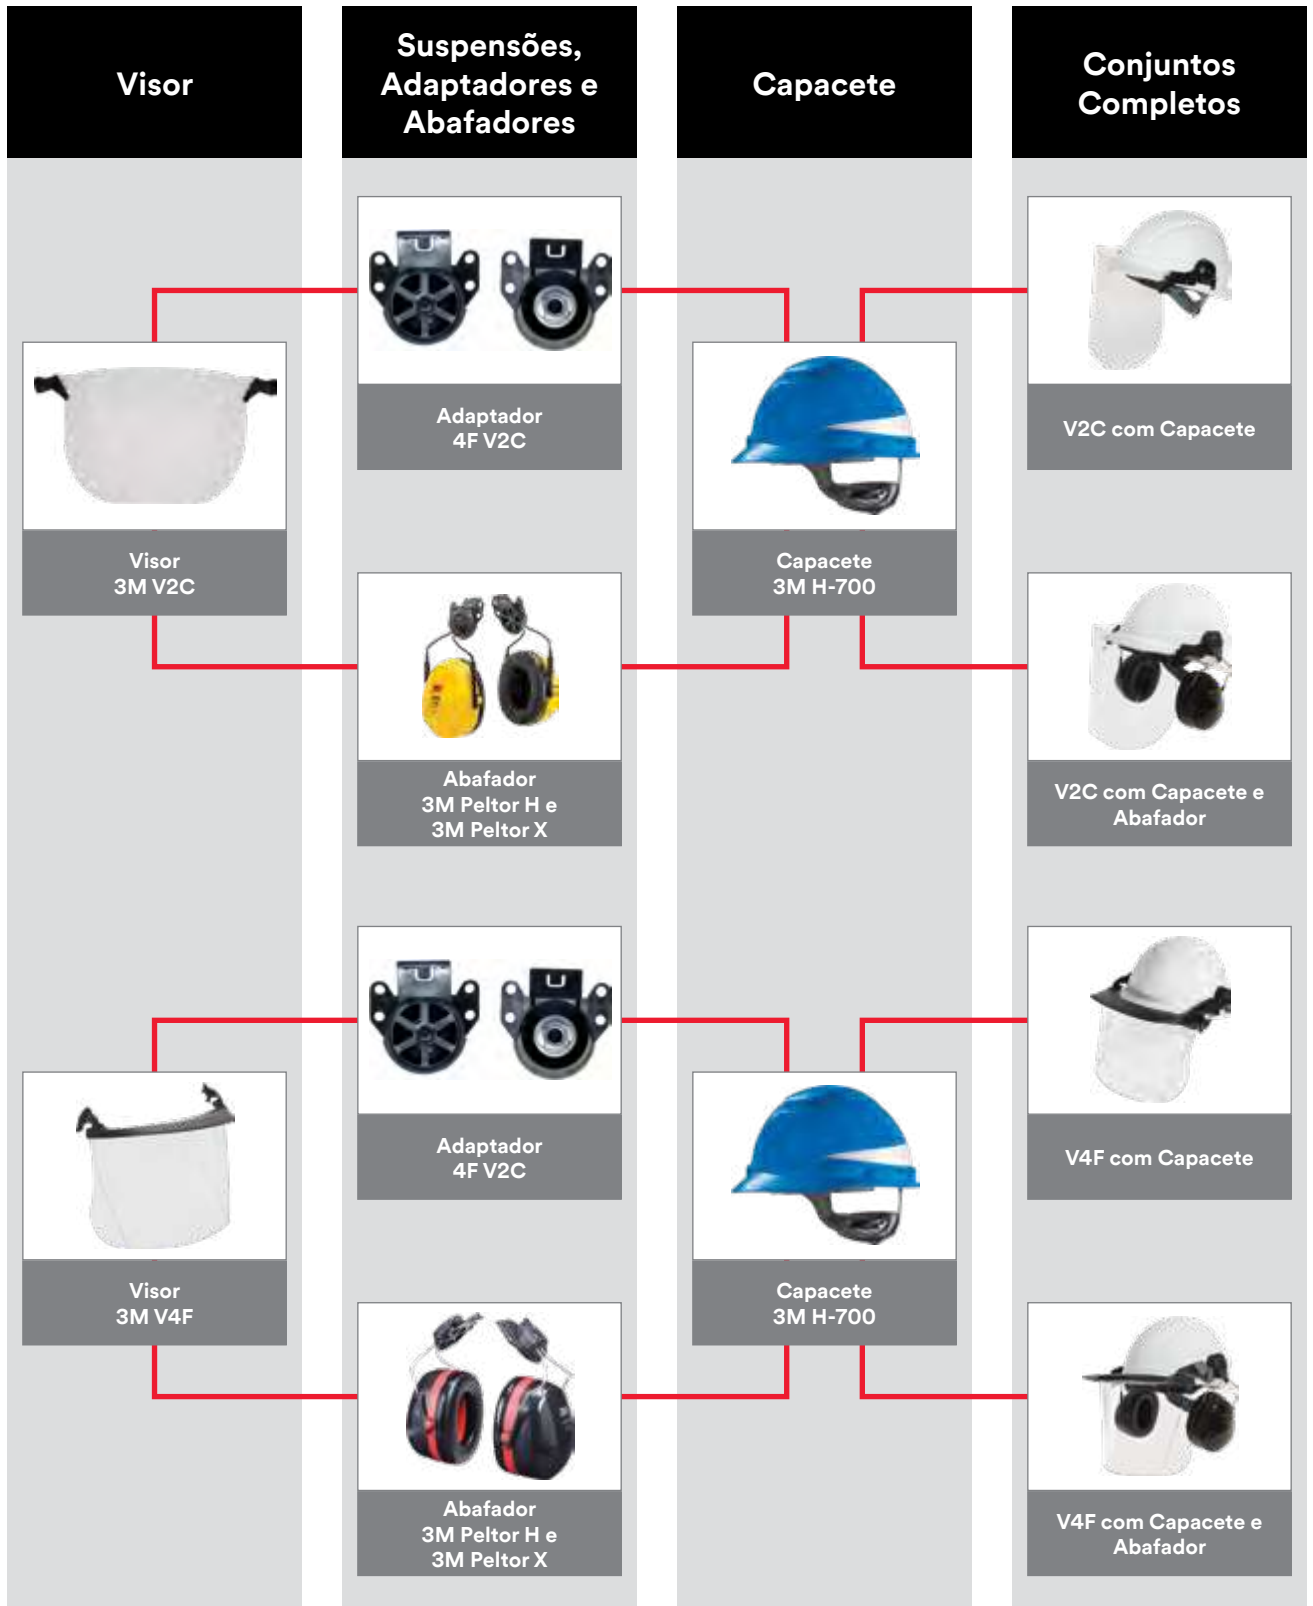 Visor
Suspensões,
Adaptadores e
Abafadores
Capacete
Conjuntos
Completos
Adaptador
4F V2C
V2C com Capacete
Visor
3M V2C
Capacete
3M H-700
Abafador
3M Peltor H e
3M Peltor X
V2C com Capacete e
Abafador
Adaptador
4F V2C
V4F com Capacete
Visor
3M V4F
Capacete
3M H-700
Abafador
3M Peltor H e
3M Peltor X
V4F com Capacete e
Abafador